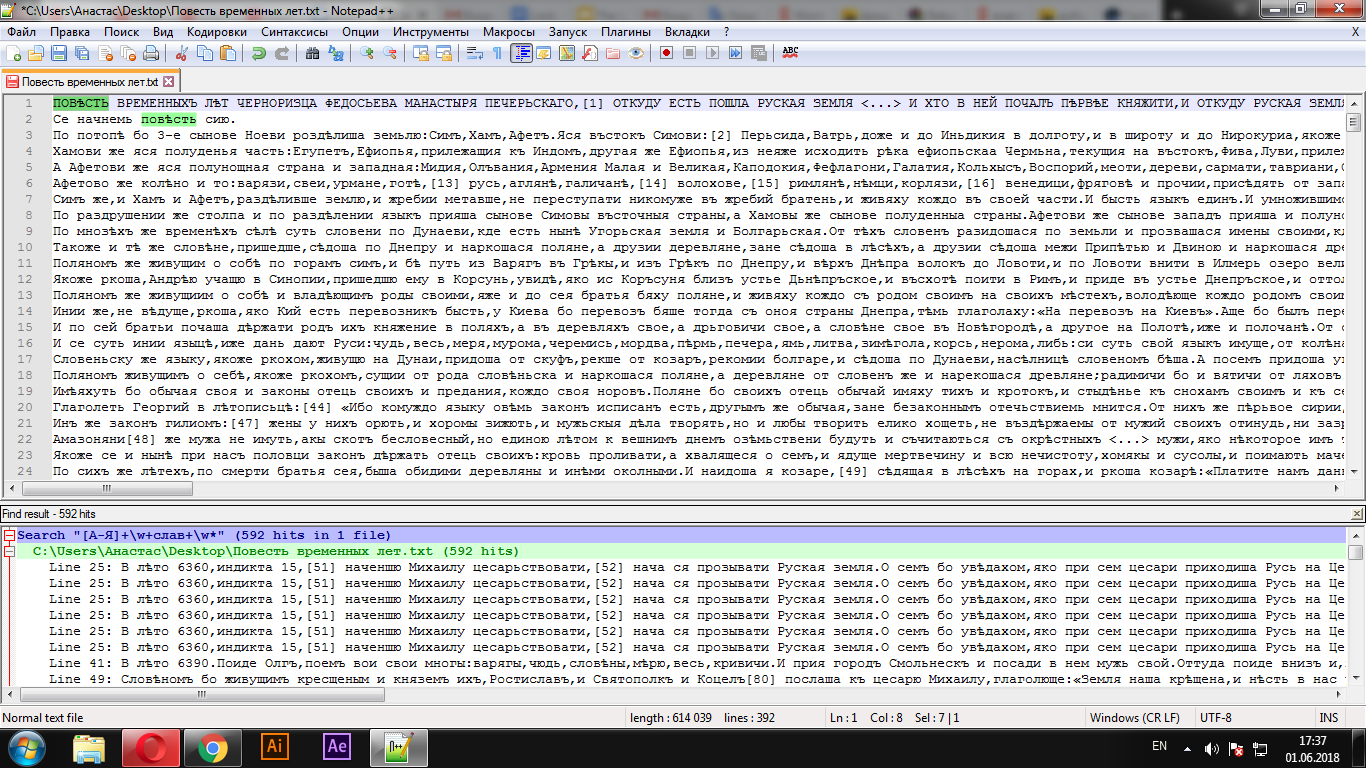 *C:\Users\Анастас\Desktop\Повесть временных лет.txt - Notepad++
Файл Правка Поиск Вид Кодировки Синтаксисы Опции Инструменты Макросы Запуск Плагины Вкладки ? X
ABC
Повесть временных лет.txt
1 ПОВѢСТЬ ВРЕМЕННЫХЪ ЛѢТ ЧЕРНОРИЗЦА ФЕДОСЬЕВА МАНАСТЫРЯ ПЕЧЕРЬСКАГО,[1] ОТКУДУ ЕСТЬ ПОШЛА РУСКАЯ ЗЕМЛЯ <...> И ХТО В НЕЙ ПОЧАЛЪ ПѢРВѢЕ КНЯЖИТИ,И ОТКУДУ РУСКАЯ ЗЕМЛЯ
2 Се начнемь повѣсть сию.
3 По потопѣ бо 3-е сынове Ноеви роздѣлиша земьлю:Симъ,Хамъ,Афетъ.Яся въстокъ Симови:[2] Перьсида,Ватрь,доже и до Иньдикия в долготу,и в широту и до Нирокуриа,якоже
4 Хамови же яся полуденья часть:Египетъ,Ефиопья,прилежащия къ Индомъ,другая же Ефиопья,из неяже исходить рѣка ефиопьскаа Чермьна,текущия на въстокъ,Фива,Луви,
5 А Афетови же яся полунощная страна и западная:Мидия,Олъвания,Армения Малая и Великая,Каподокия,Фефлагони,Галатия,Кольхысъ,Воспорий,меоти,дереви,сармати,тавриани,
6 Афетово же колѣно и то:варязи,свеи,урмане,готѣ,[13] русь,аглянѣ,галичанѣ,[14] волохове,[15] римлянѣ,нѣмци,корлязи,[16] венедици,фряговѣ и прочии,присѣдять от
7 Симъ же,и Хамъ и Афетъ,раздѣливше землю,и жребии метавше,не переступати никомуже въ жребий братень,и живяху кождо въ своей части.И бысть языкъ единъ.И
8 По раздрушении же столпа и по раздѣлении языкъ прияша сынове Симовы въсточныя страны,а Хамовы же сынове полуденныа страны.Афетови же сынове западъ прияша и
9 По мнозѣхъ же временѣхъ сѣлѣ суть словени по Дунаеви,кде есть нынѣ Угорьская земля и Болгарьская.От тѣхъ словенъ разидошася по земьли и прозвашася имены своими,
10 Такоже и тѣ же словѣне,пришедше,сѣдоша по Днепру и наркошася поляне,а друзии деревляне,зане сѣдоша в лѣсѣхъ,а друзии сѣдоша межи Припѣтью и Двиною и наркошася
11 Поляномъ же живущим о собѣ по горамъ симъ,и бѣ путь из Варягъ въ Грѣкы,и изъ Грѣкъ по Днепру,и вѣрхъ Днѣпра волокъ до Ловоти,и по Ловоти внити в Илмерь озеро
12 Якоже ркоша,Андрѣю учащю в Синопии,пришедшю ему в Корсунь,увидѣ,яко ис Коръсуня близъ устье Дьнѣпрьское,и въсхотѣ поити в Римъ,и приде въ устье Днепрьское,и
13 Поляномъ же живущиим о собѣ и владѣющимъ роды своими,яже и до сея братья бяху поляне,и живяху кождо съ родом своимъ на своихъ мѣстехъ,володѣюще кождо родомъ
14 Инии же,не вѣдуще,ркоша,яко Кий есть перевозникъ бысть,у Киева бо перевозъ бяше тогда съ оноя страны Днепра,тѣмь глаголаху:«На перевозъ на Киевъ».Аще бо былъ
15 И по сей братьи почаша дѣржати родъ ихъ княжение в поляхъ,а въ деревляхъ свое,а дрьговичи свое,а словѣне свое въ Новѣгородѣ,а другое на Полотѣ,иже и полочанѣ.От
16 И се суть инии языцѣ,иже дань дают Руси:чудь,весь,меря,мурома,черемись,мордва,пѣрмь,печера,ямь,литва,зимѣгола,корсь,нерома,либь:си суть свой языкъ имуще,от
17 Словеньску же языку,якоже ркохом,живущю на Дунаи,придоша от скуфъ,рекше от козаръ,рекомии болгаре,и сѣдоша по Дунаеви,насѣлницѣ словеномъ бѣша.А посемъ придоша
18 Поляномъ живущимъ о себѣ,якоже ркохомъ,сущии от рода словѣньска и наркошася поляне,а деревляне от словенъ же и нарекошася древляне;радимичи бо и вятичи от ляховъ
19 Имѣяхуть бо обычая своя и законы отець своихъ и предания,кождо своя норовъ.Поляне бо своихъ отець обычай имяху тихъ и кротокъ,и стыдѣнье къ снохамъ своимъ и къ
20 Глаголеть Георгий в лѣтописьцѣ:[44] «Ибо комуждо языку овѣмь законъ исписанъ есть,другымъ же обычая,зане безаконнымъ отечьствиемь мнится.От нихъ же пѣрьвое сирии,
21 Инъ же законъ гилиомъ:[47] жены у нихъ орють,и хоромы зижють,и мужьскыя дѣла творять,но и любы творить елико хощеть,не въздѣржаемы от мужий своихъ отинудь,ни
22 Амазоняни[48] же мужа не имуть,акы скотъ бесловесный,но единою лѣтом к вешнимъ днемъ озѣмьствени будуть и съчитаються съ окрѣстныхъ <...> мужи,яко нѣкоторое имъ
23 Якоже се и нынѣ при насъ половци законъ дѣржать отець своихъ:кровь проливати,а хвалящеся о семъ,и ядуще мертвечину и всю нечистоту,хомякы и сусолы,и поимають
24 По сихъ же лѣтехъ,по смерти братья сея,быша обидими деревляны и инѣми околными.И наидоша я козаре,[49] сѣдящая в лѣсѣхъ на горах,и ркоша козарѣ:«Платите намъ
Find result - 592 hits
Search "[А-Я]+\w+слав+\w*" (592 hits in 1 file)
C:\Users\Анастас\Desktop\Повесть временных лет.txt (592 hits)
Line 25: В лѣто 6360,индикта 15,[51] наченшю Михаилу цесарьствовати,[52] нача ся прозывати Руская земля.О семъ бо увѣдахом,яко при сем цесари приходиша Русь на Це
Line 25: В лѣто 6360,индикта 15,[51] наченшю Михаилу цесарьствовати,[52] нача ся прозывати Руская земля.О семъ бо увѣдахом,яко при сем цесари приходиша Русь на Це
Line 25: В лѣто 6360,индикта 15,[51] наченшю Михаилу цесарьствовати,[52] нача ся прозывати Руская земля.О семъ бо увѣдахом,яко при сем цесари приходиша Русь на Це
Line 25: В лѣто 6360,индикта 15,[51] наченшю Михаилу цесарьствовати,[52] нача ся прозывати Руская земля.О семъ бо увѣдахом,яко при сем цесари приходиша Русь на Це
Line 25: В лѣто 6360,индикта 15,[51] наченшю Михаилу цесарьствовати,[52] нача ся прозывати Руская земля.О семъ бо увѣдахом,яко при сем цесари приходиша Русь на Це
Line 25: В лѣто 6360,индикта 15,[51] наченшю Михаилу цесарьствовати,[52] нача ся прозывати Руская земля.О семъ бо увѣдахом,яко при сем цесари приходиша Русь на Це
Line 41: В лѣто 6390.Поиде Олгъ,поемъ вои свои многы:варягы,чюдь,словѣны,мѣрю,весь,кривичи.И прия городъ Смольнескъ и посади в нем мужь свой.Оттуда поиде внизъ и,
Line 49: Словѣномъ бо живущимъ крещеным и княземъ ихъ,Ростиславъ,и Святополкъ и Коцелъ[80] послаша къ цесарю Михаилу,глаголюще:«Земля наша крѣщена,и нѣсть в нас
Normal text file length : 614 039 lines : 392 Ln : 1 Col : 8 Sel : 7 | 1 Windows (CR LF) UTF-8 INS
Ai Ae EN 17:37
01.06.2018